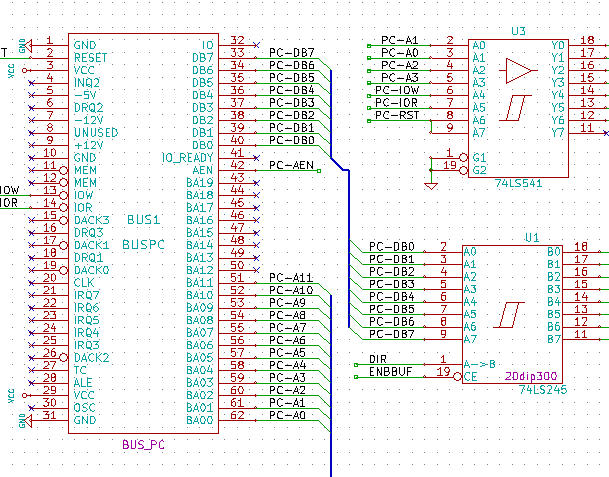 GND 1 GND IO 32
T 2 RESET DB7 33 PC-DB7
VCC 3 VCC DB6 34 PC-DB6
4 INQ2 DB5 35 PC-DB5
5 -5V DB4 36 PC-DB4
6 DRQ2 DB3 37 PC-DB3
7 -12V DB2 38 PC-DB2
8 UNUSED DB1 39 PC-DB1
9 +12V DB0 40 PC-DB0
10 GND IO_READY 41
11 MEM AEN 42 PC-AEN
12 MEM BA19 43
IOW 13 IOW BA18 44
IOR 14 IOR BA17 45
15 DACK3 BUS1 BA16 46
16 DRQ3 BA15 47
17 DACK1 BUSPC BA14 48
18 DRQ1 BA13 49
19 DACK0 BA12 50
20 CLK BA11 51 PC-A11
21 IRQ7 BA10 52 PC-A10
22 IRQ6 BA09 53 PC-A9
23 IRQ5 BA08 54 PC-A8
24 IRQ4 BA07 55 PC-A7
25 IRQ3 BA06 56 PC-A6
26 DACK2 BA05 57 PC-A5
27 TC BA04 58 PC-A4
28 ALE BA03 59 PC-A3
VCC 29 VCC BA02 60 PC-A2
30 OSC BA01 61 PC-A1
GND 31 GND BA00 62 PC-A0
BUS_PC
U3
PC-A1 2 A0 Y0 18
PC-A0 3 A1 Y1 17
PC-A2 4 A2 Y2 16
PC-A3 5 A3 Y3 15
PC-IOW 6 A4 Y4 14
PC-IOR 7 A5 Y5 13
PC-RST 8 A6 Y6 12
9 A7 Y7 11
1 G1
19 G2
74LS541
U1
PC-DB0 2 A0 B0 18
PC-DB1 3 A1 B1 17
PC-DB2 4 A2 B2 16
PC-DB3 5 A3 B3 15
PC-DB4 6 A4 B4 14
PC-DB5 7 A5 B5 13
PC-DB6 8 A6 B6 12
PC-DB7 9 A7 B7 11
DIR 1 A->B
ENBBUF 19 CE 20dip300
74LS245